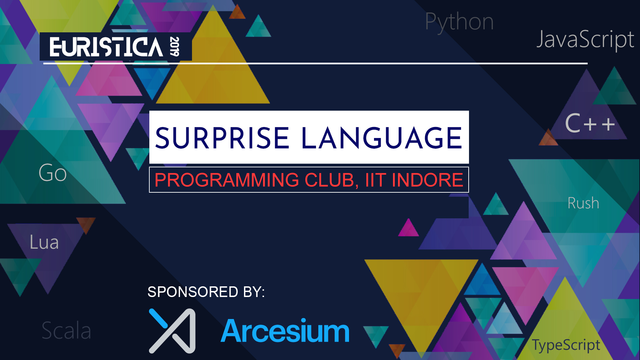 Python
JavaScript
EURISTICA 2019
SURPRISE LANGUAGE
C++
PROGRAMMING CLUB, IIT INDORE
Go
Rush
Lua
SPONSORED BY:
Arcesium
Scala
TypeScript